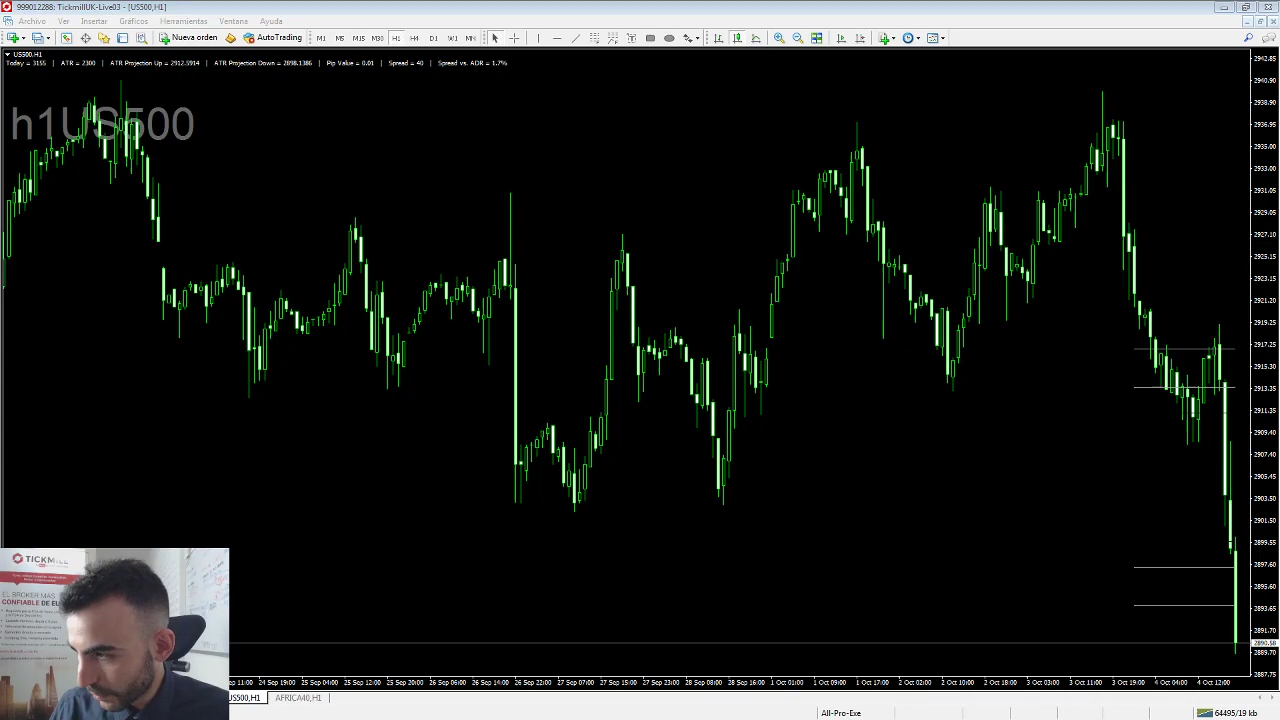 999012288: TickmillUK-Live03 - [US500,H1]
Archivo Ver Insertar Gráficos Herramientas Ventana Ayuda
Nueva orden AutoTrading M1 M5 M15 M30 H1 H4 D1 W1 MN
US500,H1
Today = 3155 | ATR = 2300 | ATR Projection Up = 2912.5914 | ATR Projection Down = 2898.1386 | Pip Value = 0.01 | Spread = 40 | Spread vs. ADR = 1.7%
h1US500
2942.85
2940.90
2938.90
2936.95
2935.00
2933.00
2931.05
2929.05
2927.10
2925.15
2923.15
2921.20
2919.25
2917.25
2915.30
2913.35
2911.35
2909.40
2907.40
2905.45
2903.50
2901.50
2899.55
2897.60
2895.60
2893.65
2891.70
2890.58
2889.70
2887.75
TICKM
EL BROKER MÁS
CONFIABLE DE EU
11:00 24 Sep 19:00 25 Sep 04:00 25 Sep 12:00 25 Sep 20:00 26 Sep 05:00 26 Sep 14:00 26 Sep 22:00 27 Sep 07:00 27 Sep 15:00 27 Sep 23:00 28 Sep 08:00 28 Sep 16:00 1 Oct 01:00 1 Oct 09:00 1 Oct 17:00 2 Oct 02:00 2 Oct 10:00 2 Oct 18:00 3 Oct 03:00 3 Oct 11:00 3 Oct 19:00 4 Oct 04:00 4 Oct 12:00
US500,H1 AFRICA40,H1
All-Pro-Exe 64495/19 kb